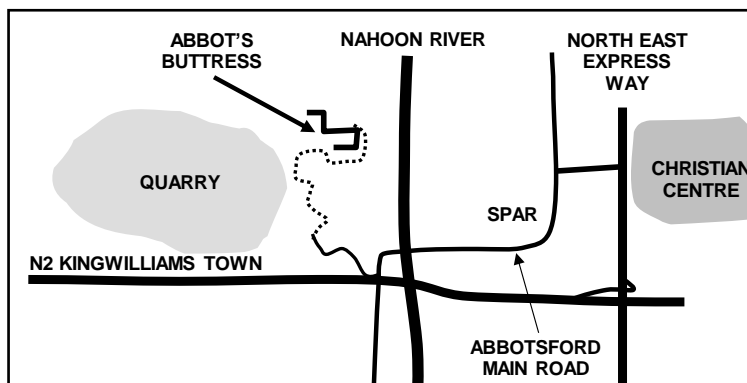 ABBOT'S
BUTTRESS
NAHOON RIVER
NORTH EAST
EXPRESS
WAY
QUARRY
CHRISTIAN
CENTRE
SPAR
N2 KINGWILLIAMS TOWN
ABBOTSFORD
MAIN ROAD